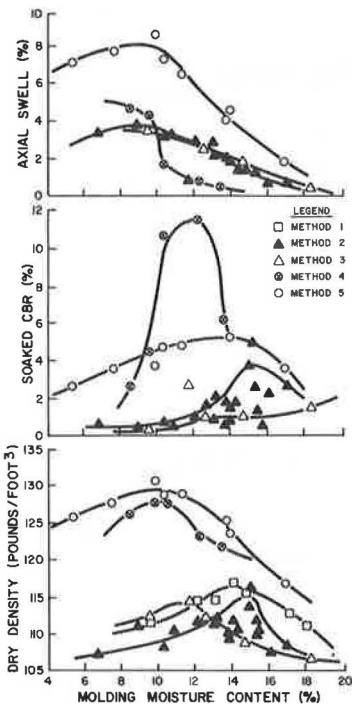 10
8
6
4
2
0
AXIAL SWELL (%)
12
10
8
6
4
2
0
SOAKED CBR (%)
LEGEND
METHOD 1
METHOD 2
METHOD 3
METHOD 4
METHOD 5
135
130
125
120
115
110
105
DRY DENSITY (POUNDS/FOOT3)
4 6 8 10 12 14 16 18 20
MOLDING MOISTURE CONTENT (%)